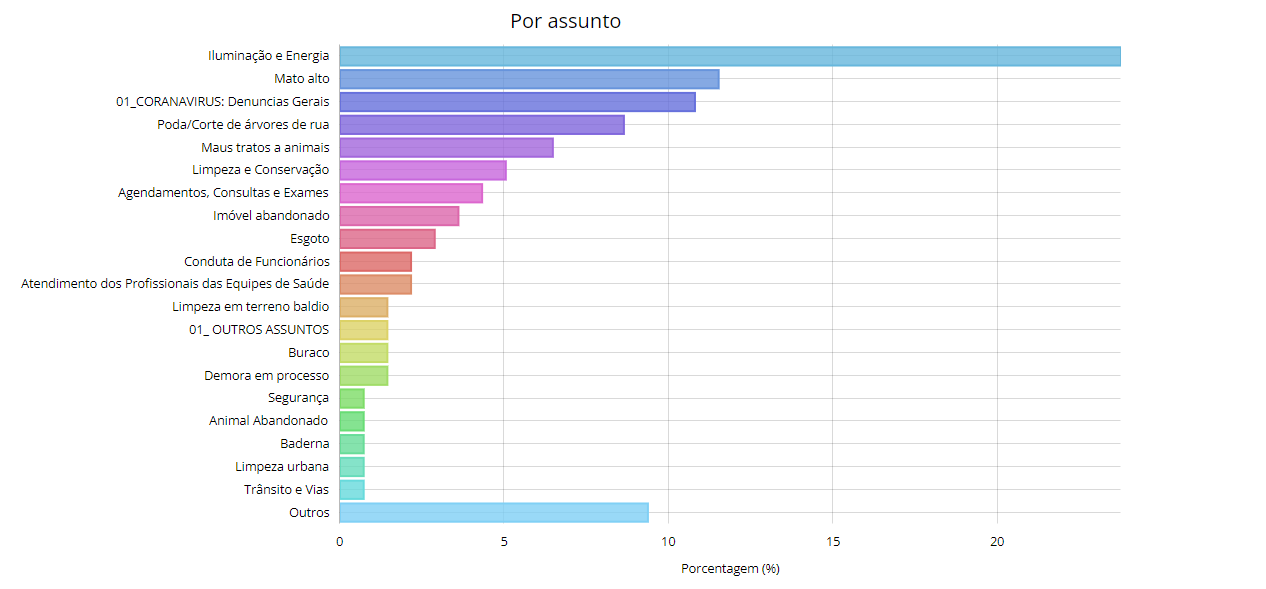 Por assunto
Iluminação e Energia
Mato alto
01_CORANAVIRUS: Denuncias Gerais
Poda/Corte de árvores de rua
Maus tratos a animais
Limpeza e Conservação
Agendamentos, Consultas e Exames
Imóvel abandonado
Esgoto
Conduta de Funcionários
Atendimento dos Profissionais das Equipes de Saúde
Limpeza em terreno baldio
01_ OUTROS ASSUNTOS
Buraco
Demora em processo
Segurança
Animal Abandonado
Baderna
Limpeza urbana
Trânsito e Vias
Outros
0 5 10 15 20
Porcentagem (%)